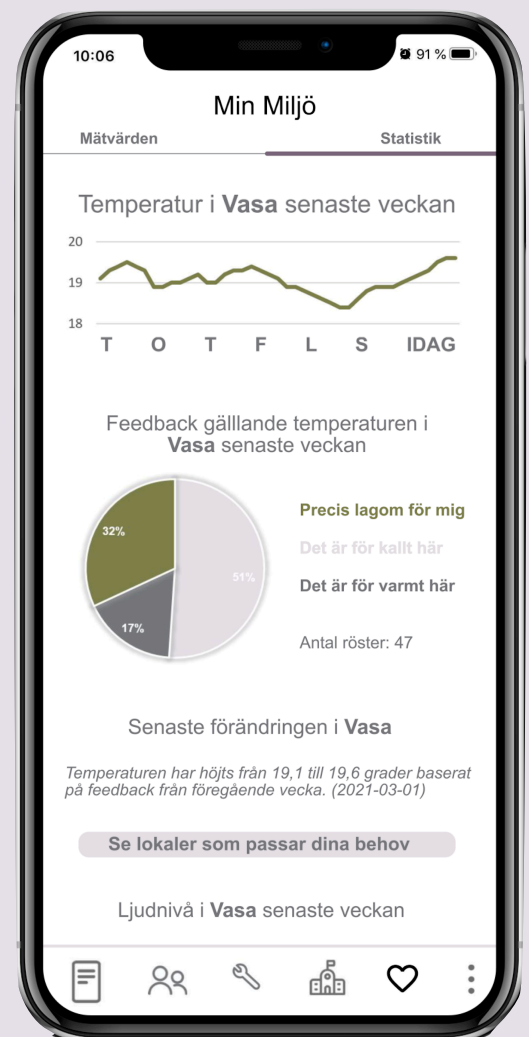 10:06
91 %
Min Miljö
Mätvärden Statistik
Temperatur i Vasa senaste veckan
20
19
18
T O T F L S IDAG
Feedback gälllande temperaturen i
Vasa senaste veckan
32%
51%
17%
Precis lagom för mig
Det är för kallt här
Det är för varmt här
Antal röster: 47
Senaste förändringen i Vasa
Temperaturen har höjts från 19,1 till 19,6 grader baserat
på feedback från föregående vecka. (2021-03-01)
Se lokaler som passar dina behov
Ljudnivå i Vasa senaste veckan